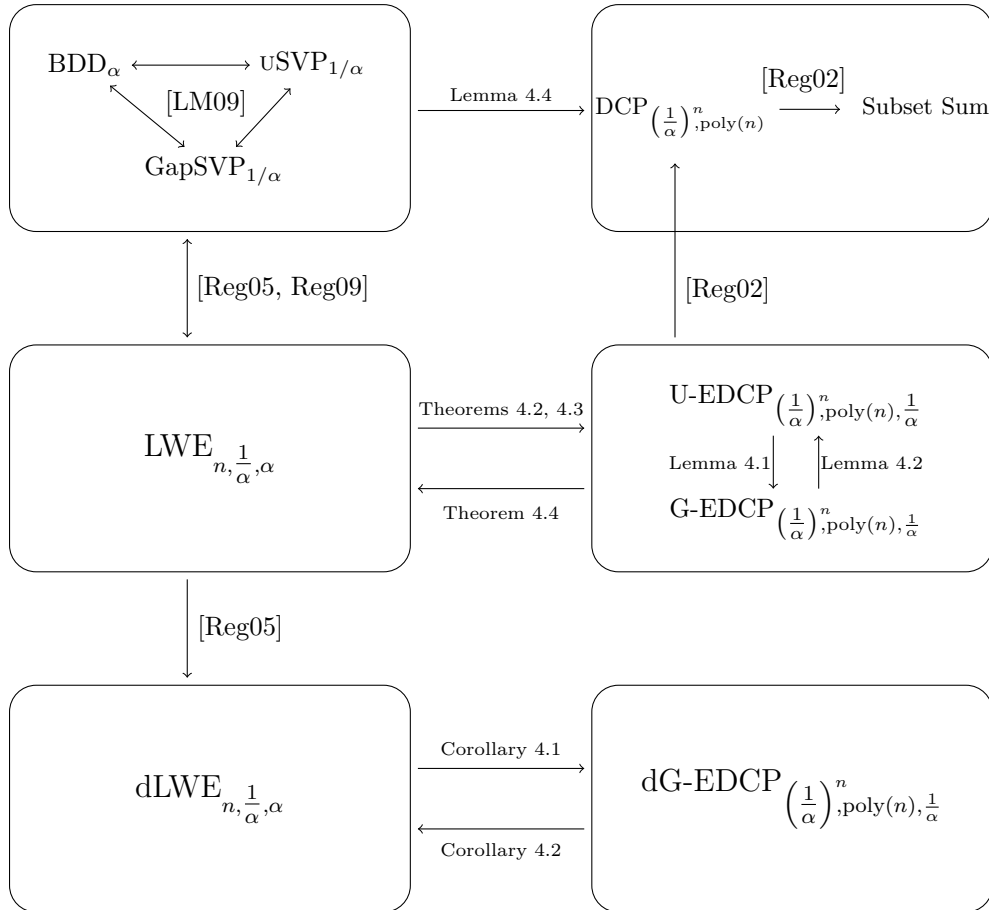 BDD_α uSVP_{1/α}
[LM09]
GapSVP_{1/α}
Lemma 4.4
[Reg02]
DCP_{(1/α)^n,poly(n)} Subset Sum
[Reg05, Reg09]
[Reg02]
LWE_{n,1/α,α}
Theorems 4.2, 4.3
Theorem 4.4
U-EDCP_{(1/α)^n,poly(n),1/α}
Lemma 4.1 Lemma 4.2
G-EDCP_{(1/α)^n,poly(n),1/α}
[Reg05]
dLWE_{n,1/α,α}
Corollary 4.1
Corollary 4.2
dG-EDCP_{(1/α)^n,poly(n),1/α}